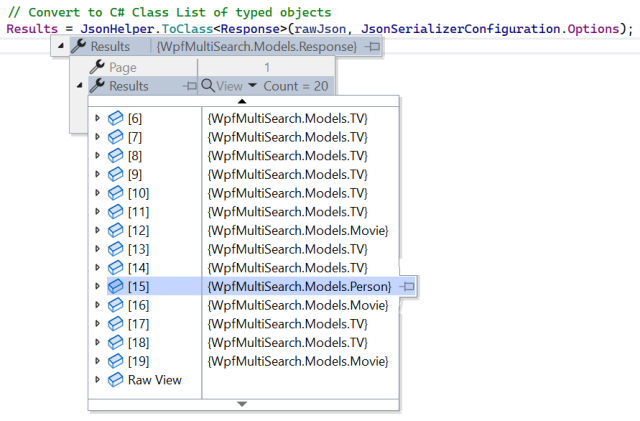 // Convert to C# Class List of typed objects
Results = JsonHelper.ToClass<Response>(rawJson, JsonSerializerConfiguration.Options);
Results {WpfMultiSearch.Models.Response}
Page 1
Results View Count = 20
[6] {WpfMultiSearch.Models.TV}
[7] {WpfMultiSearch.Models.TV}
[8] {WpfMultiSearch.Models.TV}
[9] {WpfMultiSearch.Models.TV}
[10] {WpfMultiSearch.Models.TV}
[11] {WpfMultiSearch.Models.TV}
[12] {WpfMultiSearch.Models.Movie}
[13] {WpfMultiSearch.Models.TV}
[14] {WpfMultiSearch.Models.TV}
[15] {WpfMultiSearch.Models.Person}
[16] {WpfMultiSearch.Models.Movie}
[17] {WpfMultiSearch.Models.TV}
[18] {WpfMultiSearch.Models.TV}
[19] {WpfMultiSearch.Models.Movie}
Raw View